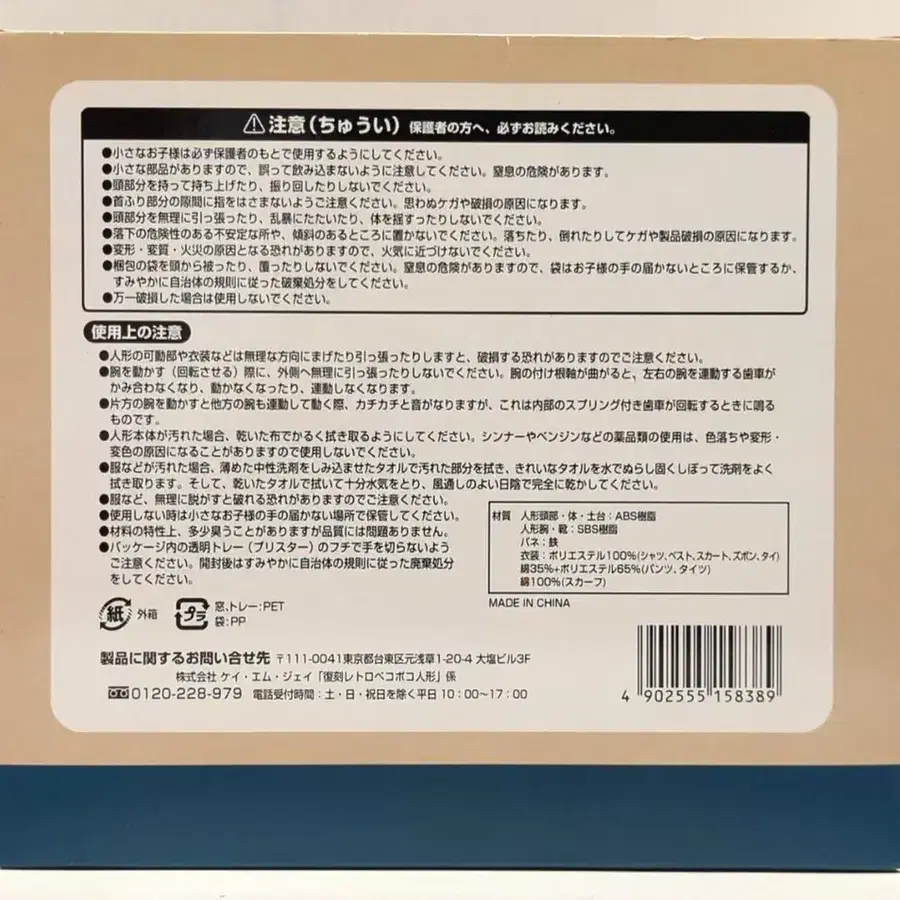 ⚠注意(ちゅうい) 保護者の方へ、必ずお読みください。
●小さなお子様は必ず保護者のもとで使用するようにしてください。
●小さな部品がありますので、誤って飲み込まないように注意してください。窒息の危険があります。
●頭部分を持って持ち上げたり、振り回したりしないでください。
●首ふり部分の隙間に指をはさまないようご注意ください。思わぬケガや破損の原因になります。
●頭部分を無理に引っ張ったり、乱暴にたたいたり、体を揺すったりしないでください。
●落下の危険性のある不安定な所や、傾斜のあるところに置かないでください。落ちたり、倒れたりしてケガや製品破損の原因になります。
●変形・変質・火災の原因となる恐れがありますので、火気に近づけないでください。
●梱包の袋を頭から被ったり、覆ったりしないでください。窒息の危険がありますので、袋はお子様の手の届かないところに保管するか、
すみやかに自治体の規則に従った破棄処分をしてください。
●万一破損した場合は使用しないでください。
使用上の注意
●人形の可動部や衣装などは無理な方向にまげたり引っ張ったりしますと、破損する恐れがありますのでご注意ください。
●腕を動かす(回転させる)際に、外側へ無理に引っ張ったりしないでください。腕の付け根軸が曲がると、左右の腕を連動する歯車が
かみ合わなくなり、動かなくなったり、連動しなくなります。
●片方の腕を動かすと他方の腕も連動して動く際、カチカチと音がなりますが、これは内部のスプリング付き歯車が回転するときに鳴る
ものです。
●人形本体が汚れた場合、乾いた布でかるく拭き取るようにしてください。シンナーやベンジンなどの薬品類の使用は、色落ちや変形・
変色の原因になることがありますので使用しないでください。
●服などが汚れた場合、薄めた中性洗剤をしみ込ませたタオルで汚れた部分を拭き、きれいなタオルを水でぬらし固くしぼって洗剤をよく
拭き取ります。そして、乾いたタオルで拭いて十分水気をとり、風通しのよい日陰で完全に乾かしてください。
●服など、無理に脱がすと破れる恐れがありますのでご注意ください。
●使用しない時は小さなお子様の手の届かない場所で保管してください。
●材料の特性上、多少臭うことがありますが品質には問題ありません。
●パッケージ内の透明トレー(ブリスター)のフチで手を切らないよう
ご注意ください。開封後はすみやかに自治体の規則に従った廃棄処分
をしてください。
材質 人形頭部・体・土台:ABS樹脂
人形腕・靴:SBS樹脂
バネ:鉄
衣装:ポリエステル100%(シャツ、ベスト、スカート、ズボン、タイ)
綿35%+ポリエステル65%(パンツ、タイツ)
綿100%(スカーフ)
MADE IN CHINA
紙 外箱 プラ 窓、トレー:PET
袋:PP
製品に関するお問い合せ先 〒111-0041東京都台東区元浅草1-20-4 大塩ビル3F
株式会社 ケイ・エム・ジェイ「復刻レトロペコポコ人形」係
0120-228-979 電話受付時間:土・日・祝日を除く平日 10:00〜17:00
4 902555 158389